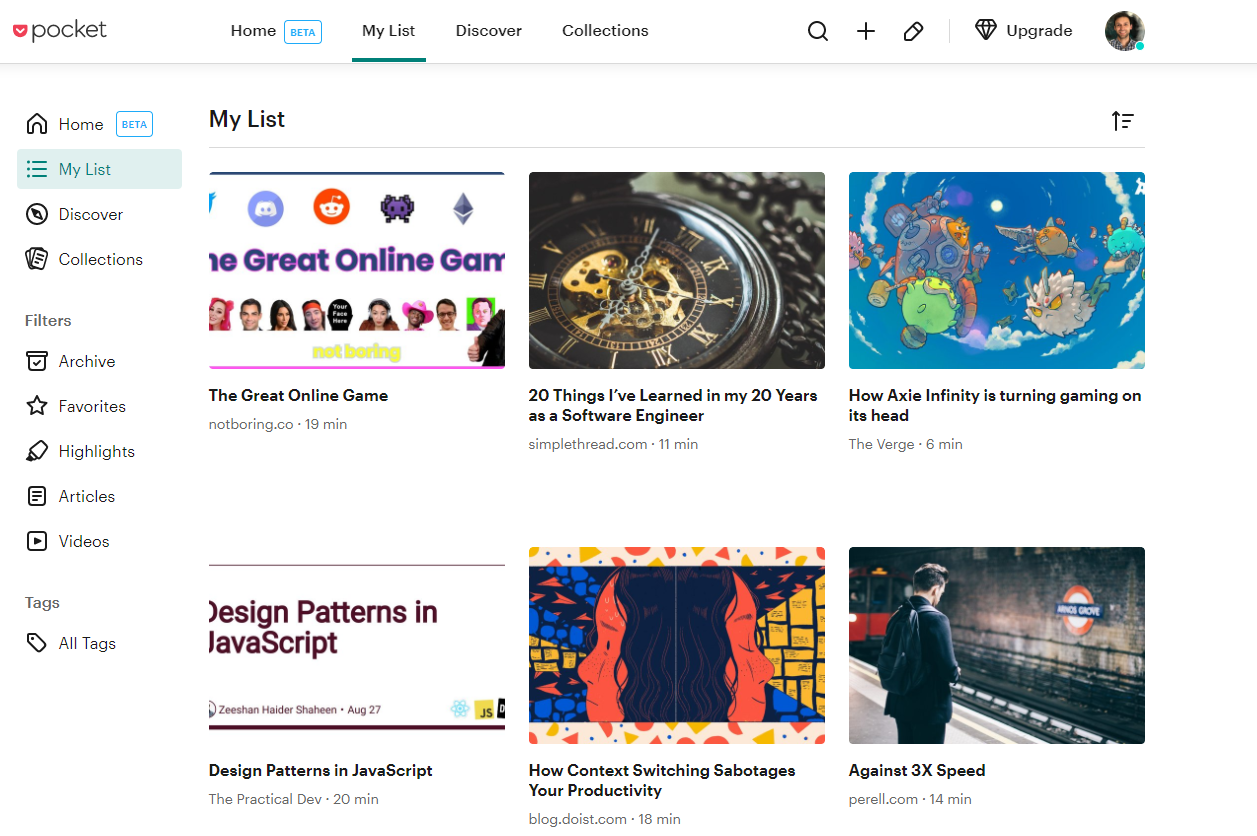 pocket
Home BETA My List Discover Collections Upgrade
Home BETA
My List
Discover
Collections
Filters
Archive
Favorites
Highlights
Articles
Videos
Tags
All Tags
My List
he Great Online Gam
Your
Face
Here
not boring
The Great Online Game
notboring.co · 19 min
20 Things I’ve Learned in my 20 Years
as a Software Engineer
simplethread.com · 11 min
How Axie Infinity is turning gaming on
its head
The Verge · 6 min
Design Patterns in
JavaScript
Zeeshan Haider Shaheen • Aug 27
JS
Design Patterns in JavaScript
The Practical Dev · 20 min
How Context Switching Sabotages
Your Productivity
blog.doist.com · 18 min
ARNOS GROVE
Against 3X Speed
perell.com · 14 min